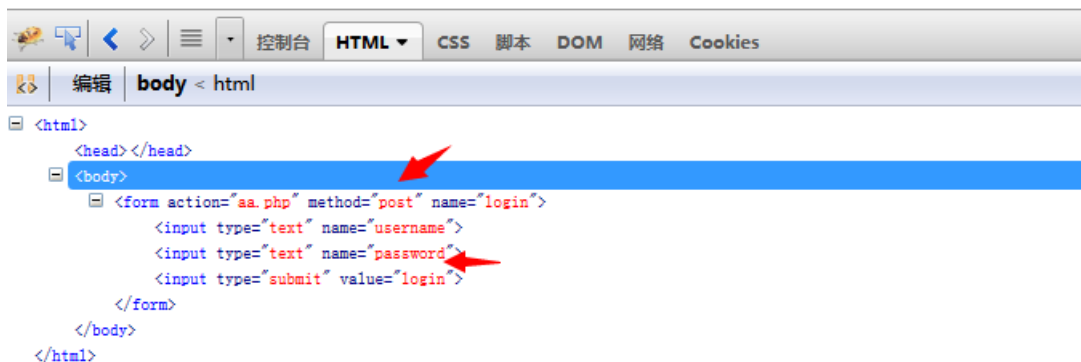 控制台 HTML CSS 脚本 DOM 网络 Cookies
编辑 body < html
<html>
<head></head>
<body>
<form action="aa.php" method="post" name="login">
<input type="text" name="username">
<input type="text" name="password">
<input type="submit" value="login">
</form>
</body>
</html>